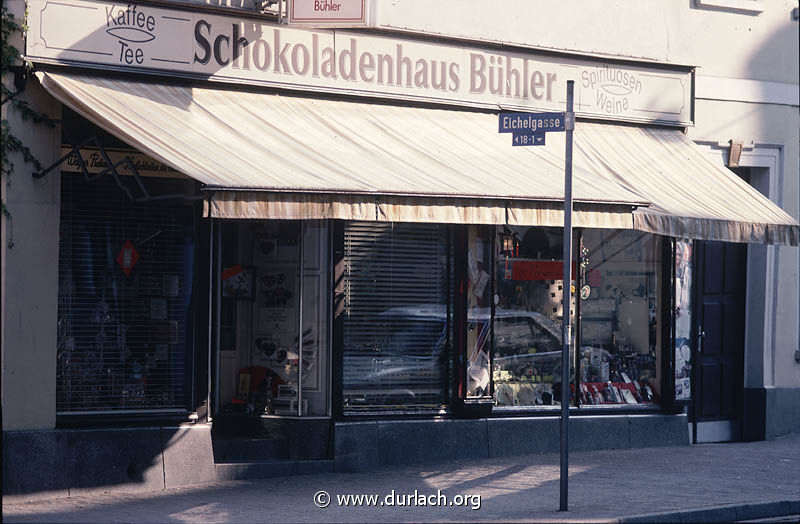 Bühler
Kaffee
Tee
Schokoladenhaus Bühler
Spirituosen
Weine
Eichelgasse
18-1
© www.durlach.org